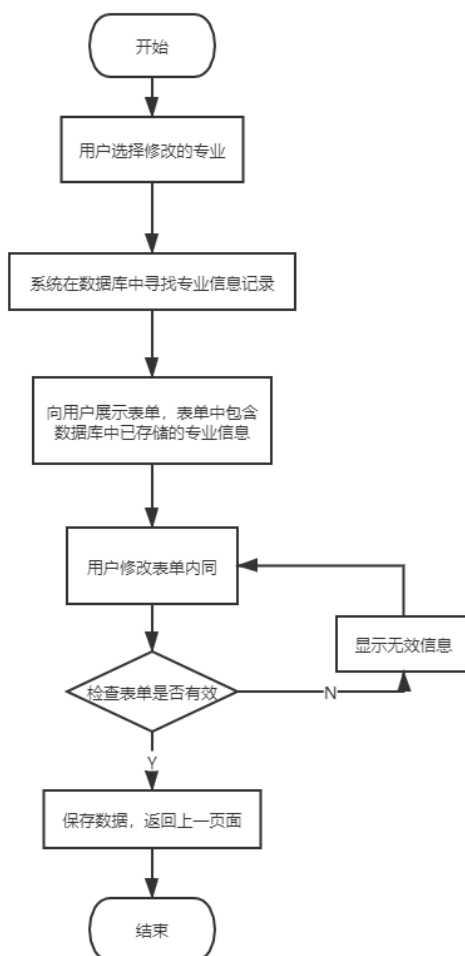 开始
用户选择修改的专业
系统在数据库中寻找专业信息记录
向用户展示表单，表单中包含
数据库中已存储的专业信息
用户修改表单内同
显示无效信息
检查表单是否有效
N
Y
保存数据，返回上一页面
结束